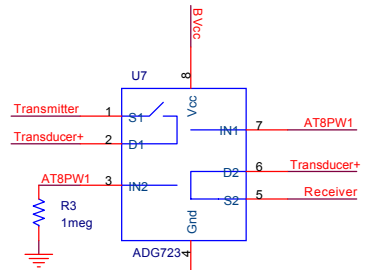 BVcc
U7
8
Vcc
Transmitter 1 S1
IN1 7 AT8PW1
Transducer+ 2 D1
D2 6 Transducer+
AT8PW1 3 IN2
S2 5 Receiver
R3
1meg
Gnd
ADG723 4